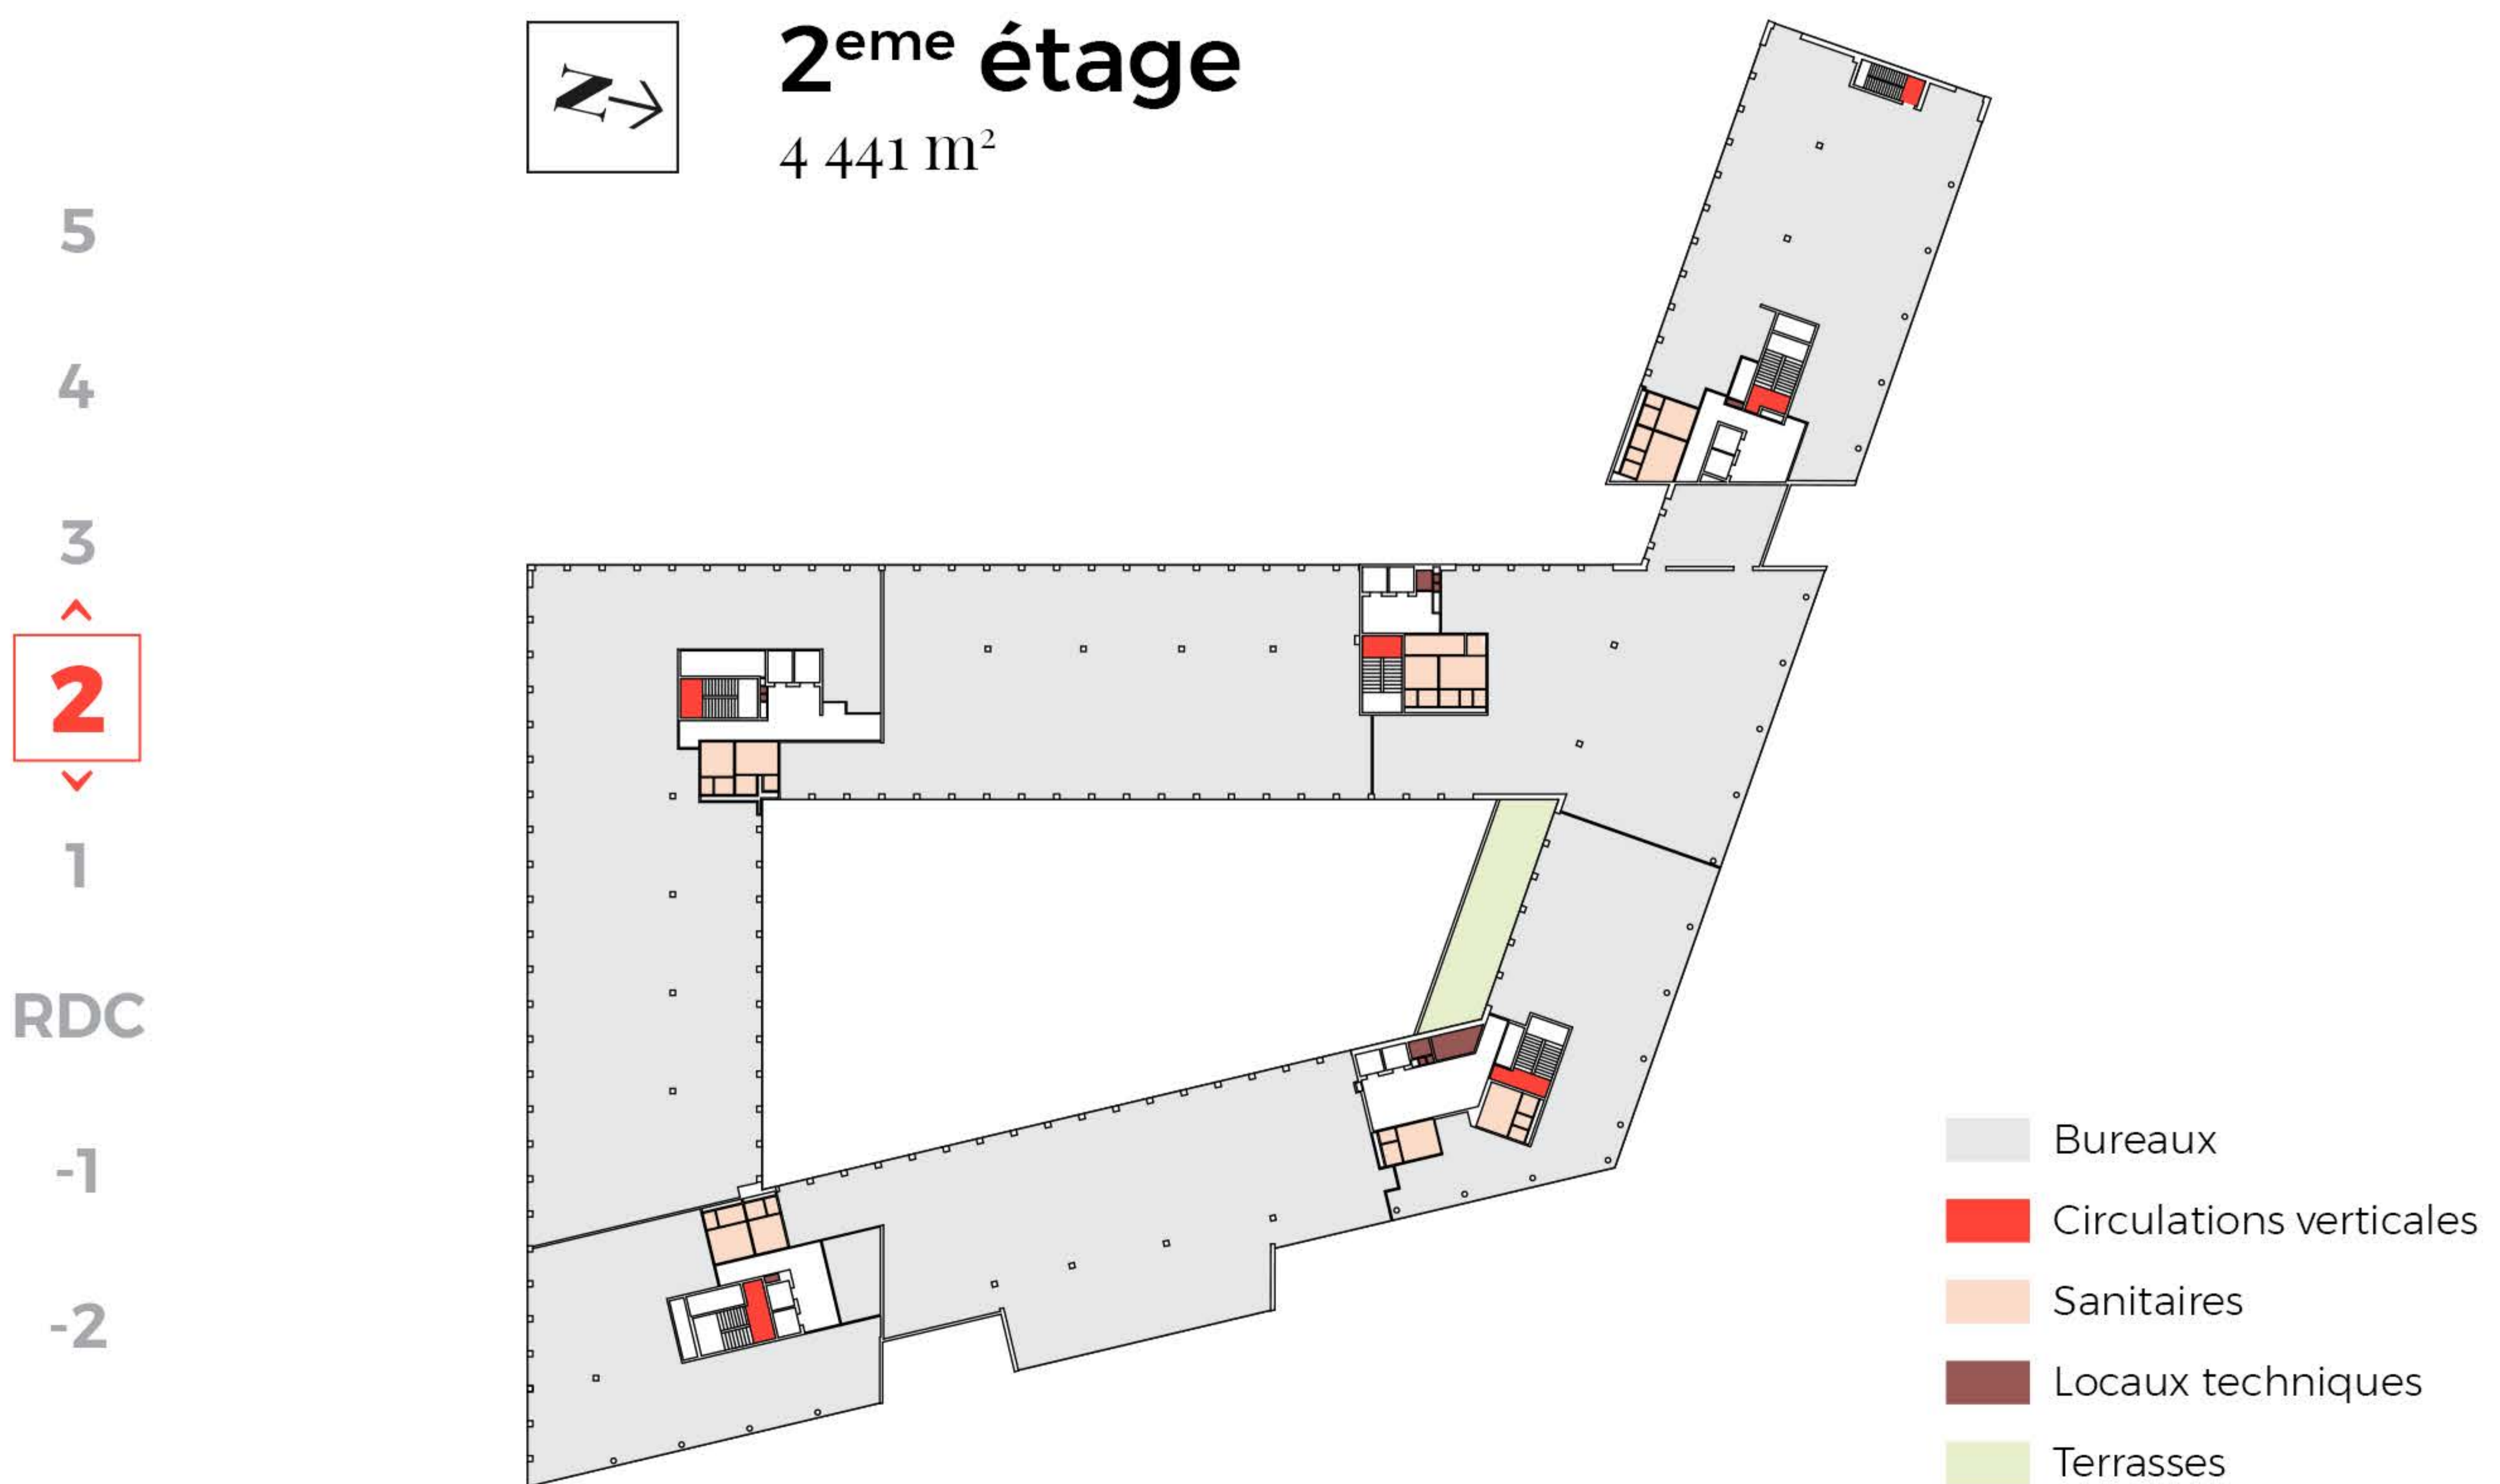 N
2eme étage
4 441 m²
5
4
3
2
1
RDC
-1
-2
Bureaux
Circulations verticales
Sanitaires
Locaux techniques
Terrasses